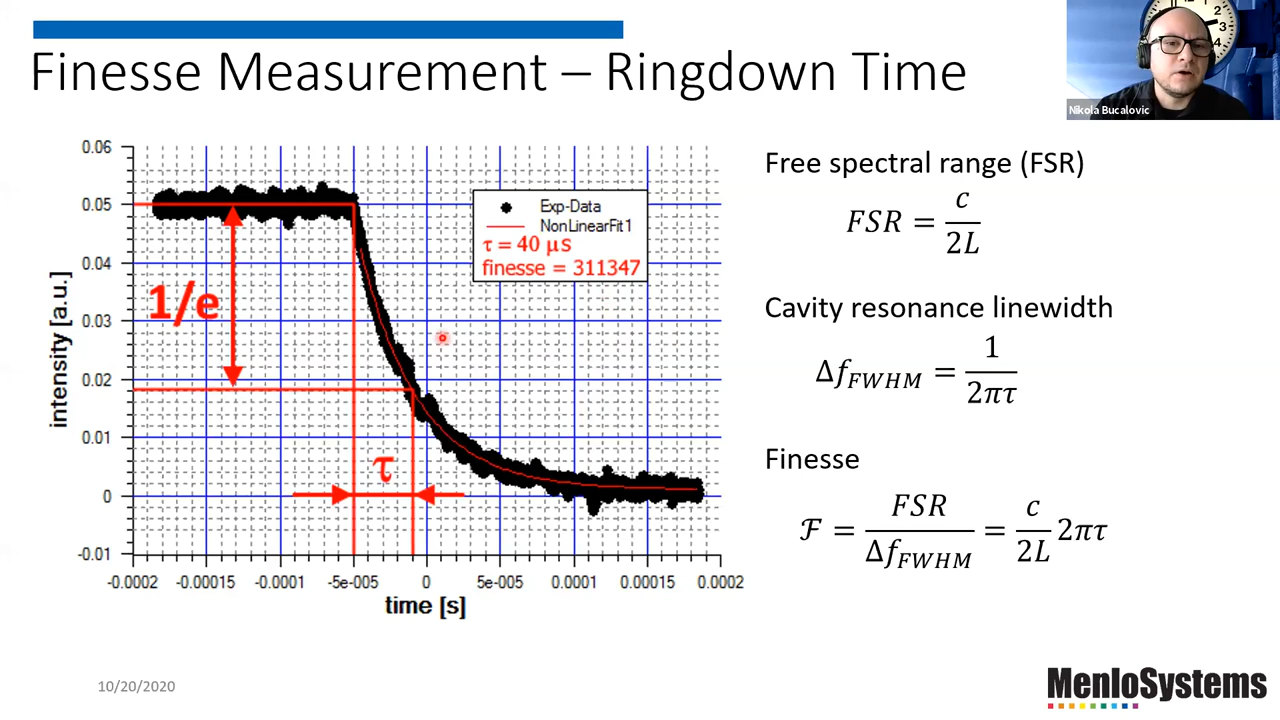 Finesse Measurement – Ringdown Time
Nikola Bucalovic
2
3
4
0.06
0.05
0.04
0.03
0.02
0.01
0
-0.01
intensity [a.u.]
1/e
τ
Exp-Data
NonLinearFit1
τ = 40 µs
finesse = 311347
-0.0002
-0.00015
-0.0001
-5e-005
0
5e-005
0.0001
0.00015
0.0002
time [s]
Free spectral range (FSR)
FSR = c/2L
Cavity resonance linewidth
Δf_FWHM = 1/2πτ
Finesse
ℱ = FSR/Δf_FWHM = c/2L 2πτ
10/20/2020
MenloSystems